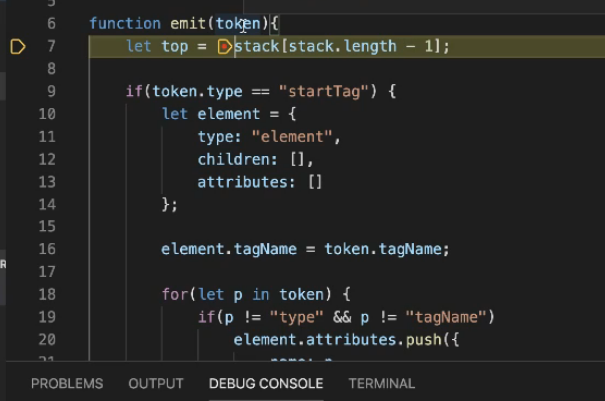 5
6 function emit(token){
7 let top = stack[stack.length - 1];
8
9 if(token.type == "startTag") {
10 let element = {
11 type: "element",
12 children: [],
13 attributes: []
14 };
15
16 element.tagName = token.tagName;
17
18 for(let p in token) {
19 if(p != "type" && p != "tagName")
20 element.attributes.push({
21 name: p,
R
PROBLEMS OUTPUT DEBUG CONSOLE TERMINAL